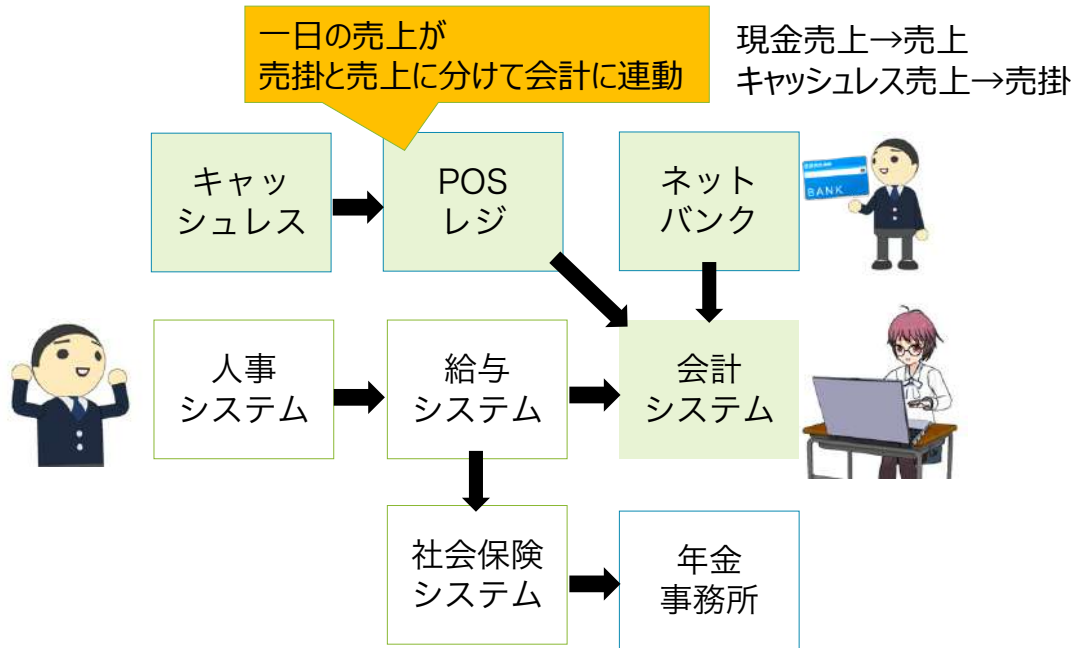 一日の売上が
売掛と売上に分けて会計に連動
現金売上→売上
キャッシュレス売上→売掛
キャッ
シュレス
POS
レジ
ネット
バンク
BANK
人事
システム
給与
システム
会計
システム
社会保険
システム
年金
事務所